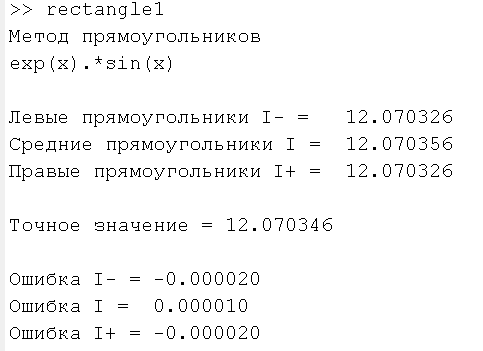 >> rectangle1
Метод прямоугольников
exp(x).*sin(x)
Левые прямоугольники I- =   12.070326
Средние прямоугольники I =  12.070356
Правые прямоугольники I+ =  12.070326
Точное значение = 12.070346
Ошибка I- = -0.000020
Ошибка I =  0.000010
Ошибка I+ = -0.000020